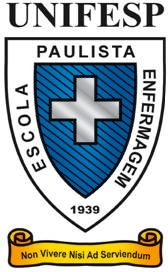 UNIFESP
ESCOLA PAULISTA ENFERMAGEM
1939
Non Vivere Nisi Ad Serviendum